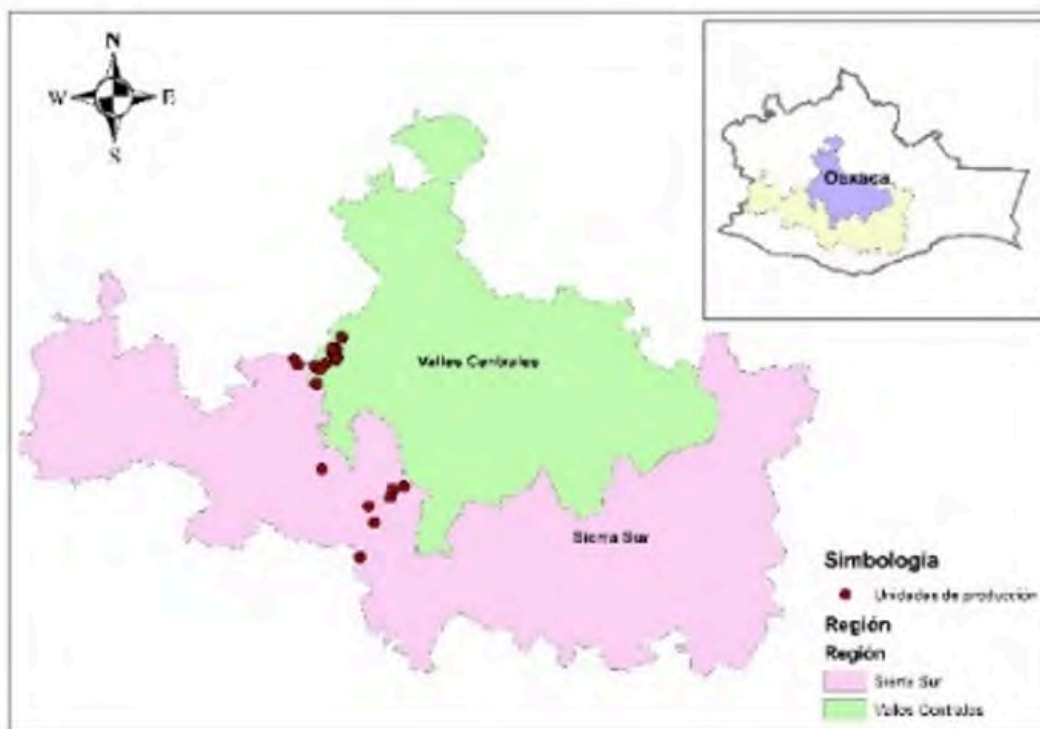 N
W E
S
Oaxaca
Valles Centrales
Sierra Sur
Simbología
Unidades de producción
Región
Región
Sierra Sur
Valles Centrales